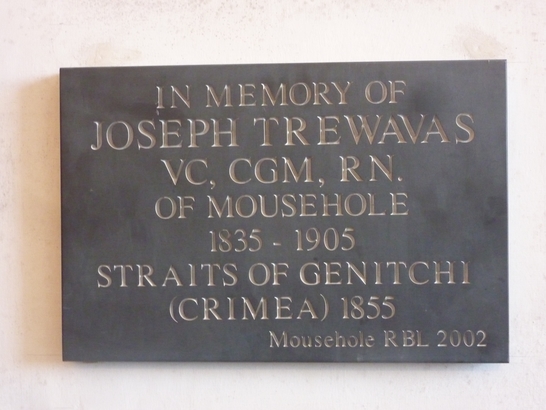 IN MEMORY OF
JOSEPH TREWAVAS
VC, CGM, RN.
OF MOUSEHOLE
1835 - 1905
STRAITS OF GENITCHI
(CRIMEA) 1855
Mousehole RBL 2002